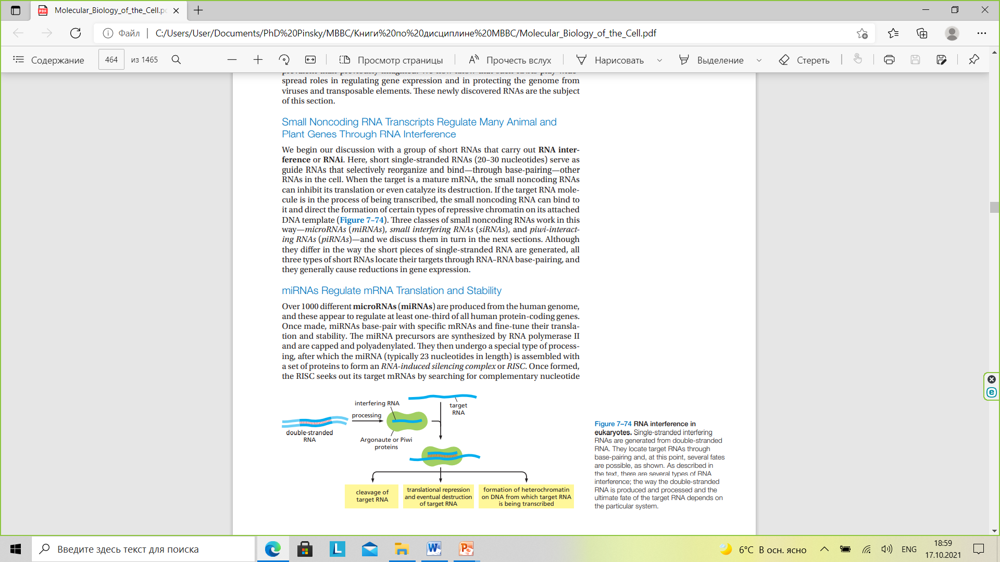 Molecular_Biology_of_the_Cell.pd
Файл
C:/Users/User/Documents/PhD%20Pinsky/MBBC/Книги%20по%20дисциплине%20MBBC/Molecular_Biology_of_the_Cell.pdf
Содержание
464
из 1465
Просмотр страницы
Прочесть вслух
Нарисовать
Выделение
Стереть
spread roles in regulating gene expression and in protecting the genome from
viruses and transposable elements. These newly discovered RNAs are the subject
of this section.
Small Noncoding RNA Transcripts Regulate Many Animal and
Plant Genes Through RNA Interference
We begin our discussion with a group of short RNAs that carry out RNA inter-
ference or RNAi. Here, short single-stranded RNAs (20–30 nucleotides) serve as
guide RNAs that selectively reorganize and bind—through base-pairing—other
RNAs in the cell. When the target is a mature mRNA, the small noncoding RNAs
can inhibit its translation or even catalyze its destruction. If the target RNA mole-
cule is in the process of being transcribed, the small noncoding RNA can bind to
it and direct the formation of certain types of repressive chromatin on its attached
DNA template (Figure 7–74). Three classes of small noncoding RNAs work in this
way—microRNAs (miRNAs), small interfering RNAs (siRNAs), and piwi-interact-
ing RNAs (piRNAs)—and we discuss them in turn in the next sections. Although
they differ in the way the short pieces of single-stranded RNA are generated, all
three types of short RNAs locate their targets through RNA–RNA base-pairing, and
they generally cause reductions in gene expression.
miRNAs Regulate mRNA Translation and Stability
Over 1000 different microRNAs (miRNAs) are produced from the human genome,
and these appear to regulate at least one-third of all human protein-coding genes.
Once made, miRNAs base-pair with specific mRNAs and fine-tune their transla-
tion and stability. The miRNA precursors are synthesized by RNA polymerase II
and are capped and polyadenylated. They then undergo a special type of process-
ing, after which the miRNA (typically 23 nucleotides in length) is assembled with
a set of proteins to form an RNA-induced silencing complex or RISC. Once formed,
the RISC seeks out its target mRNAs by searching for complementary nucleotide
interfering RNA
target
RNA
processing
double-stranded
RNA
Argonaute or Piwi
proteins
cleavage of
target RNA
translational repression
and eventual destruction
of target RNA
formation of heterochromatin
on DNA from which target RNA
is being transcribed
Figure 7–74 RNA interference in
eukaryotes. Single-stranded interfering
RNAs are generated from double-stranded
RNA. They locate target RNAs through
base-pairing and, at this point, several fates
are possible, as shown. As described in
the text, there are several types of RNA
interference; the way the double-stranded
RNA is produced and processed and the
ultimate fate of the target RNA depends on
the particular system.
Введите здесь текст для поиска
6°C В осн. ясно
ENG
18:59
17.10.2021